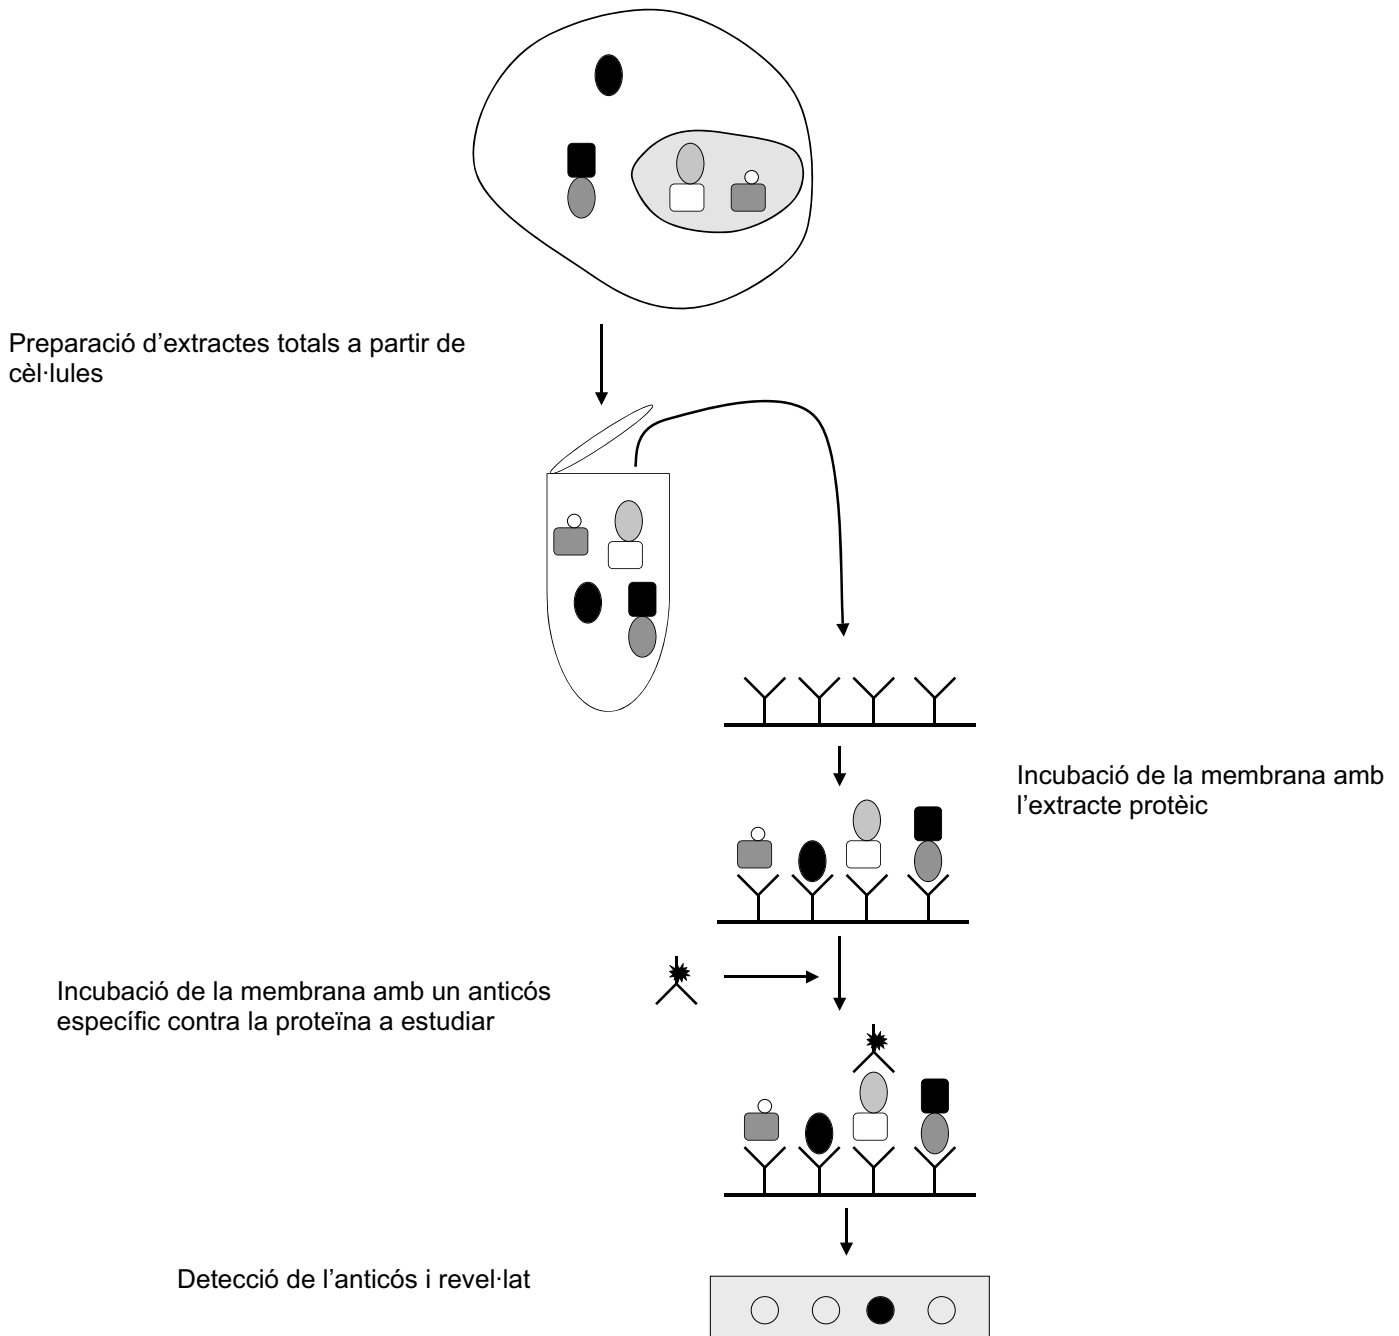 Preparació d’extractes totals a partir de
cèl·lules
Incubació de la membrana amb
l’extracte protèic
Incubació de la membrana amb un anticós
específic contra la proteïna a estudiar
Detecció de l’anticós i revel·lat